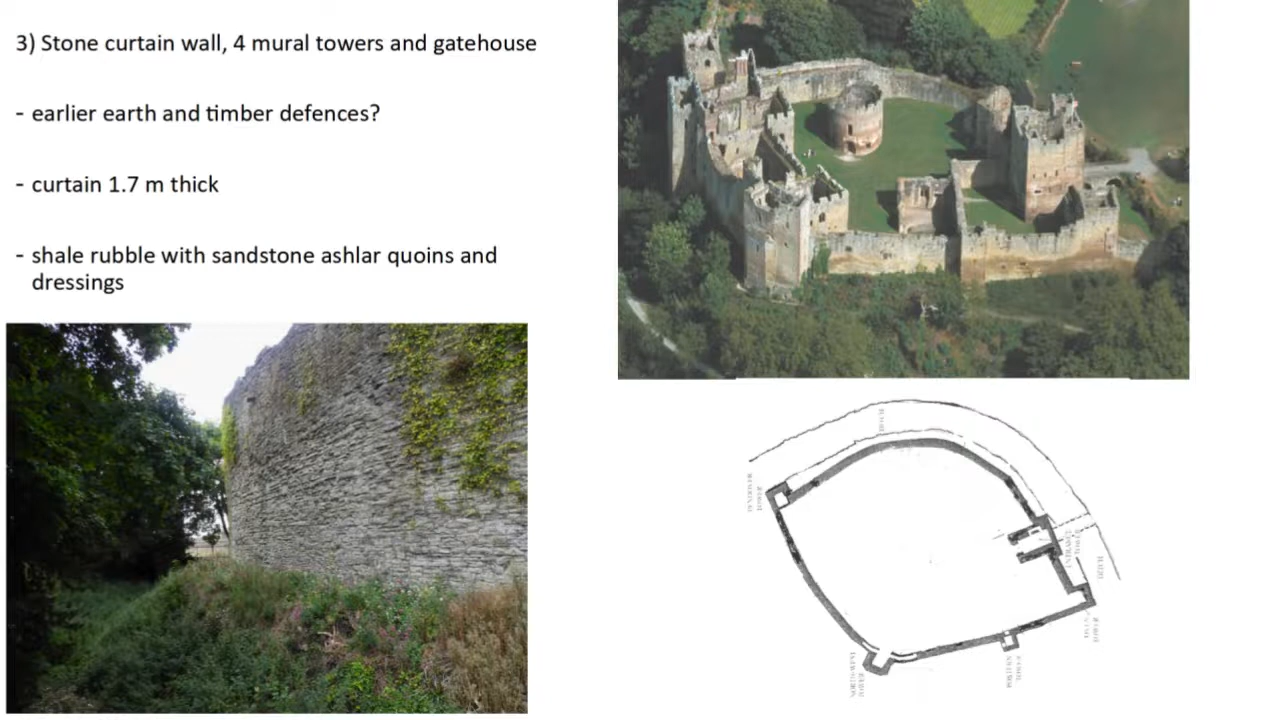 3) Stone curtain wall, 4 mural towers and gatehouse
- earlier earth and timber defences?
- curtain 1.7 m thick
- shale rubble with sandstone ashlar quoins and
dressings